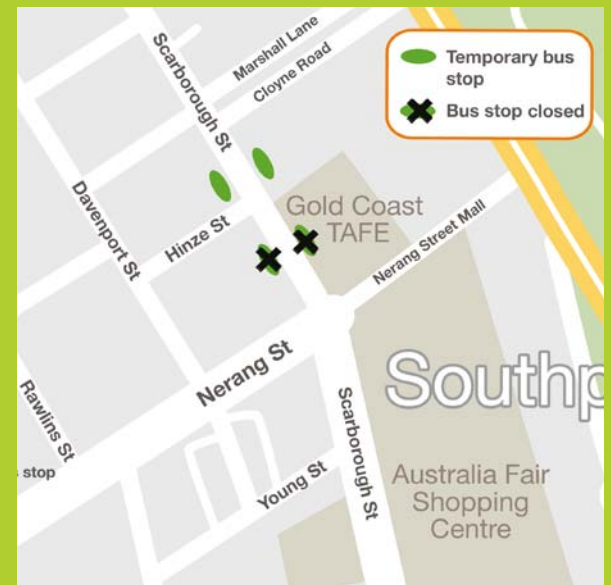 Scarborough St
Marshall Lane
Cloyne Road
Temporary bus
stop
Bus stop closed
Davenport St
Hinze St
Gold Coast
TAFE
Nerang Street Mall
Nerang St
Southp
Rawlins St
Scarborough St
stop
Young St
Australia Fair
Shopping
Centre